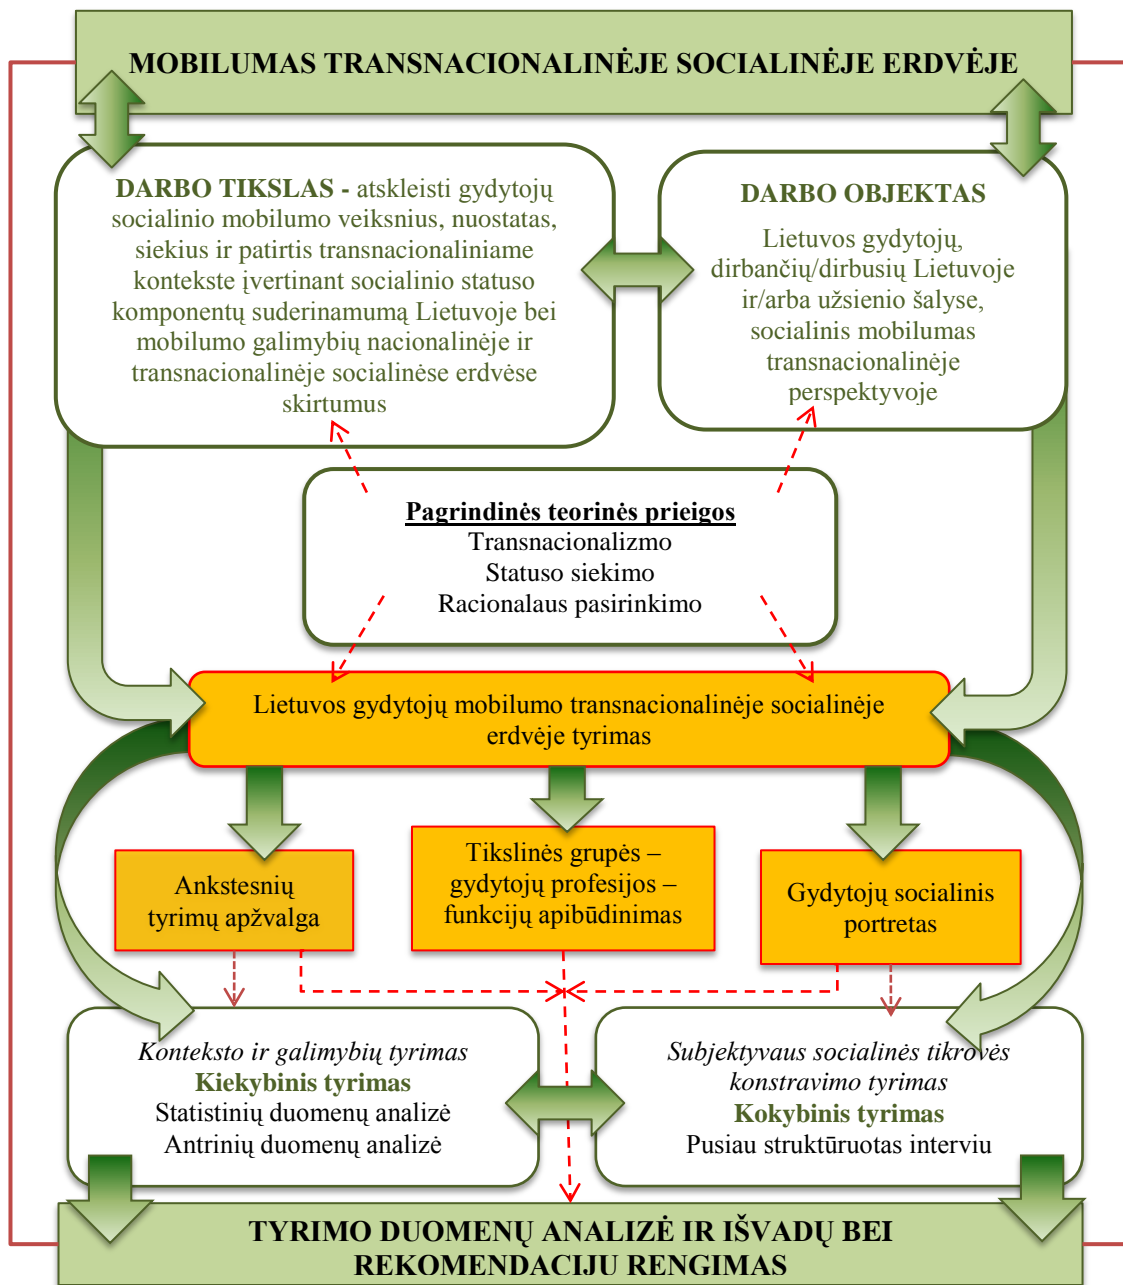 MOBILUMAS TRANSNACIONALINĖJE SOCIALINĖJE ERDVĖJE
DARBO TIKSLAS - atskleisti gydytojų
socialinio mobilumo veiksnius, nuostatas,
siekius ir patirtis transnacionaliniame
kontekste įvertinant socialinio statuso
komponentų suderinamumą Lietuvoje bei
mobilumo galimybių nacionalinėje ir
transnacionalinėje socialinėse erdvėse
skirtumus
DARBO OBJEKTAS
Lietuvos gydytojų,
dirbančių/dirbusių Lietuvoje
ir/arba užsienio šalyse,
socialinis mobilumas
transnacionalinėje
perspektyvoje
Pagrindinės teorinės prieigos
Transnacionalizmo
Statuso siekimo
Racionalaus pasirinkimo
Lietuvos gydytojų mobilumo transnacionalinėje socialinėje
erdvėje tyrimas
Ankstesnių
tyrimų apžvalga
Tikslinės grupės –
gydytojų profesijos –
funkcijų apibūdinimas
Gydytojų socialinis
portretas
Konteksto ir galimybių tyrimas
Kiekybinis tyrimas
Statistinių duomenų analizė
Antrinių duomenų analizė
Subjektyvaus socialinės tikrovės
konstravimo tyrimas
Kokybinis tyrimas
Pusiau struktūruotas interviu
TYRIMO DUOMENŲ ANALIZĖ IR IŠVADŲ BEI
REKOMENDACIJU RENGIMAS